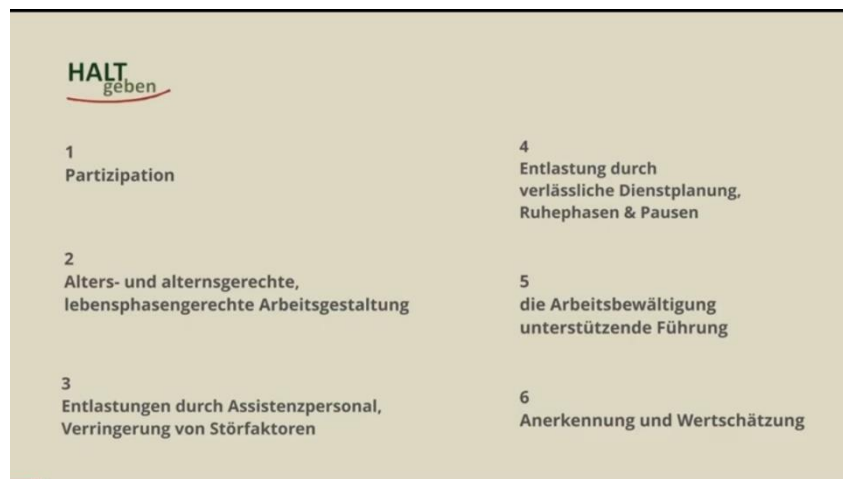 HALT
geben
1
Partizipation
2
Alters- und alternsgerechte,
lebensphasengerechte Arbeitsgestaltung
3
Entlastungen durch Assistenzpersonal,
Verringerung von Störfaktoren
4
Entlastung durch
verlässliche Dienstplanung,
Ruhephasen & Pausen
5
die Arbeitsbewältigung
unterstützende Führung
6
Anerkennung und Wertschätzung